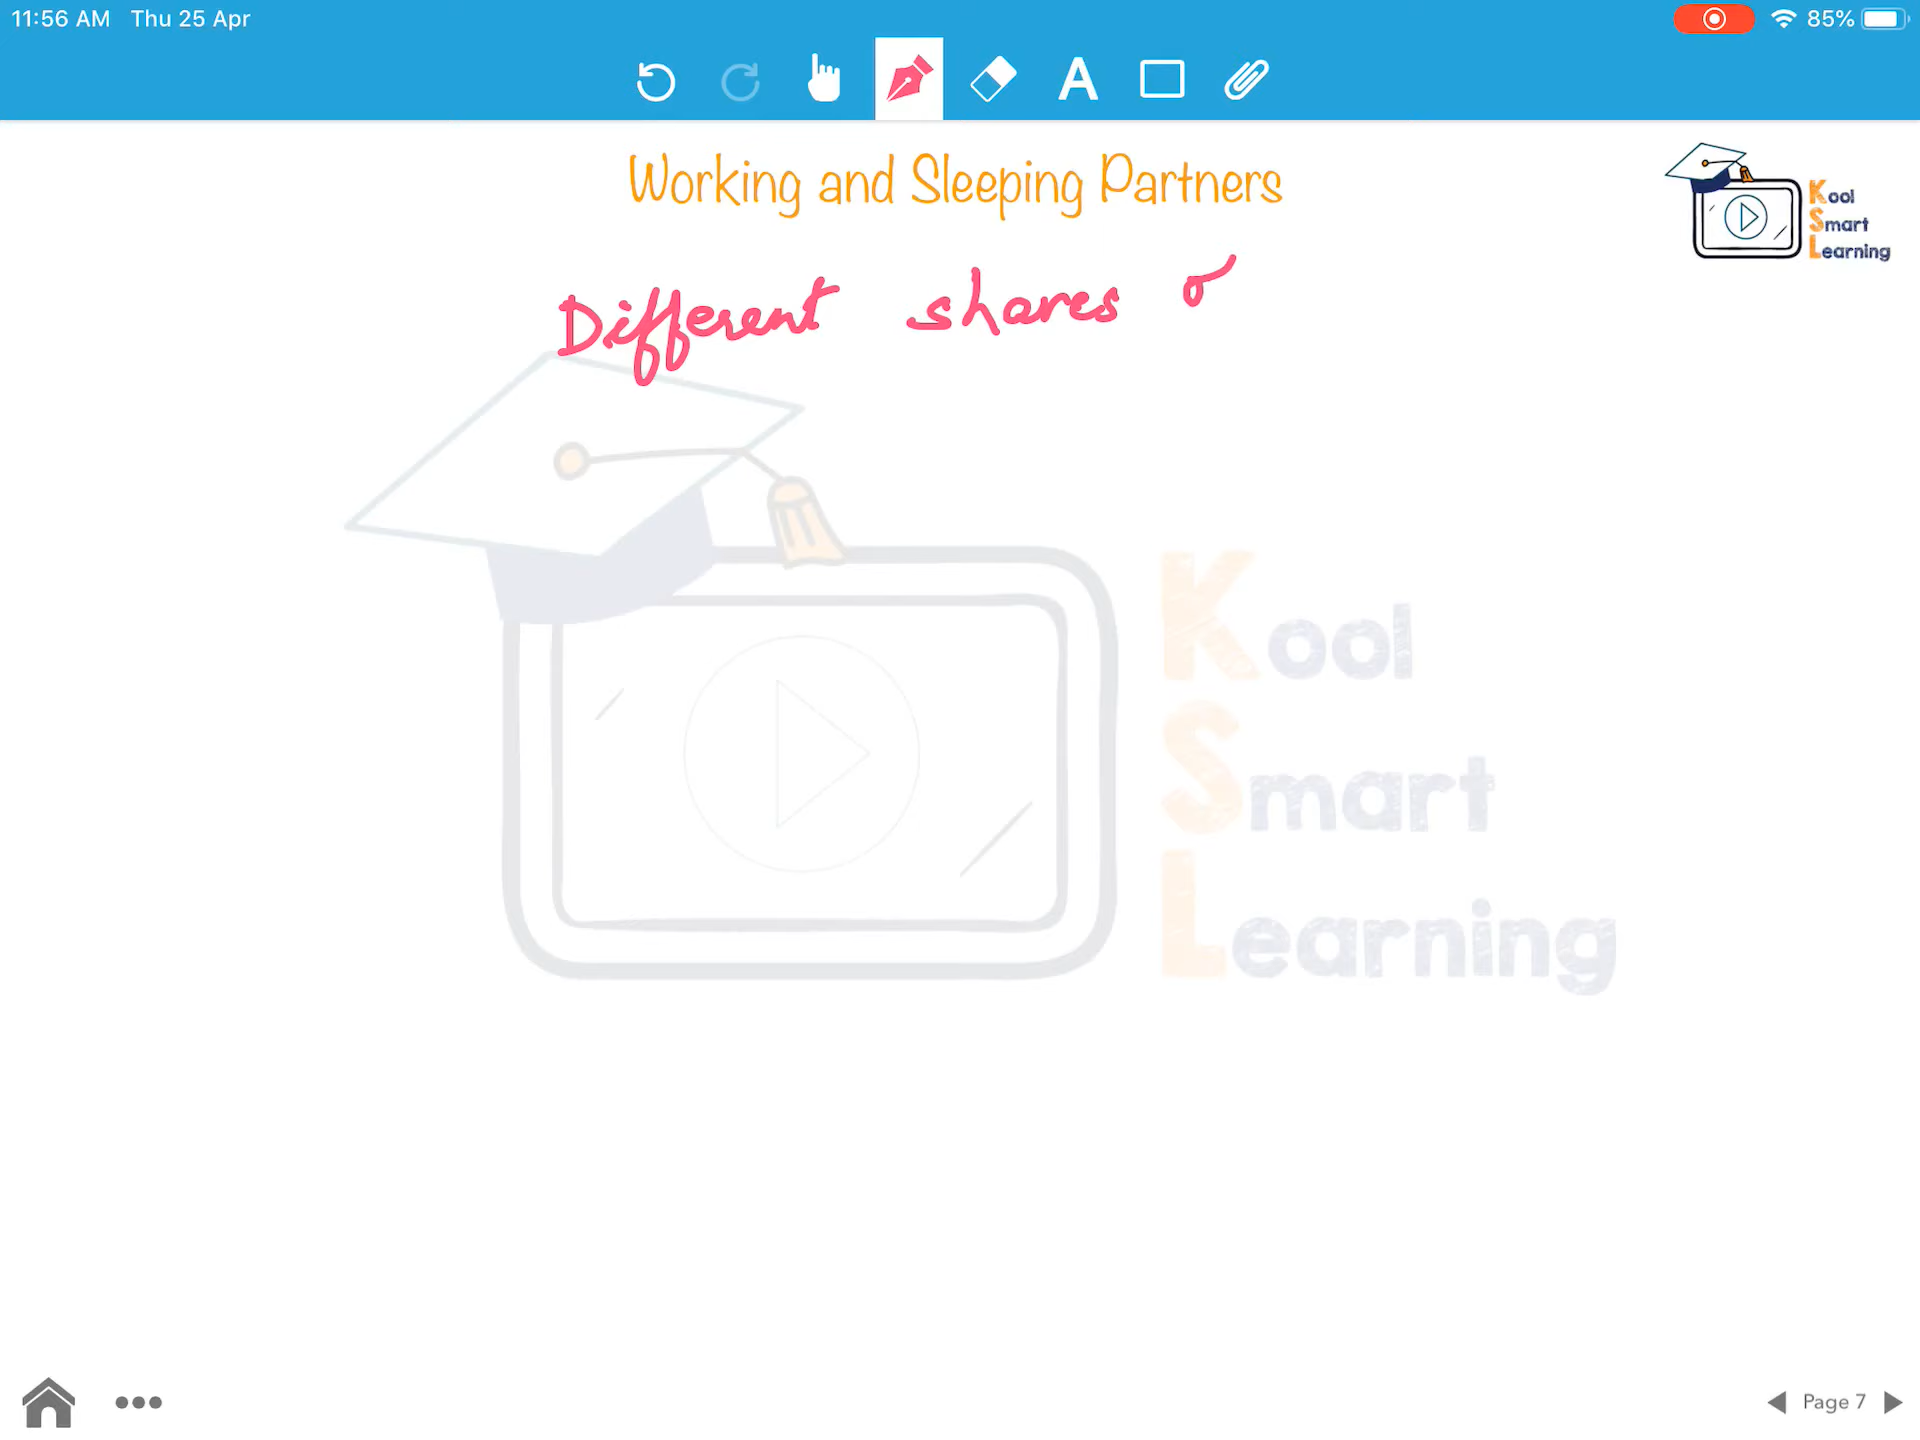 11:56 AM Thu 25 Apr
85%
A
Working and Sleeping Partners
Kool
Smart
Learning
Different shares o
Kool
Smart
Learning
Page 7